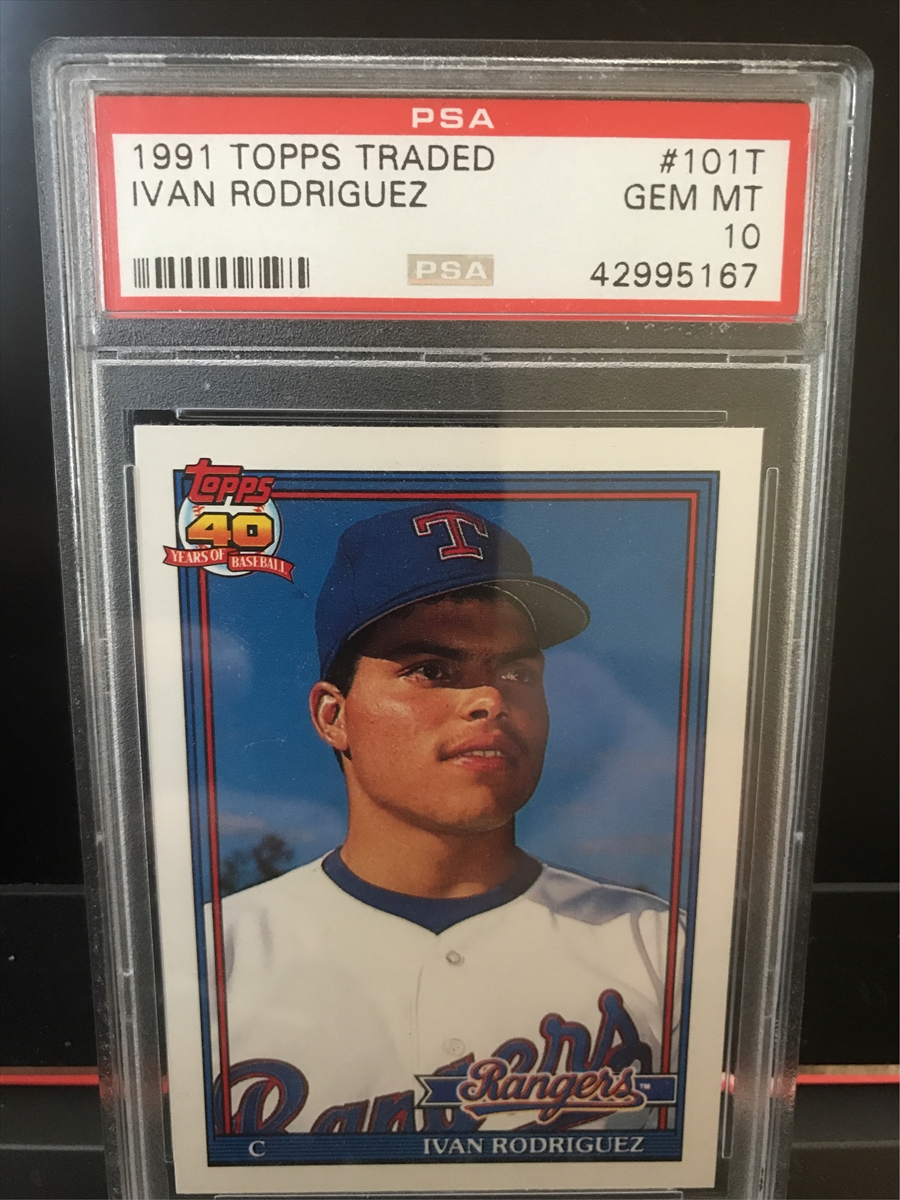 PSA
1991 TOPPS TRADED #101T
IVAN RODRIGUEZ GEM MT
10
PSA 42995167
Topps
40
YEARS OF BASEBALL
T
Rangers
Rangers™
C IVAN RODRIGUEZ